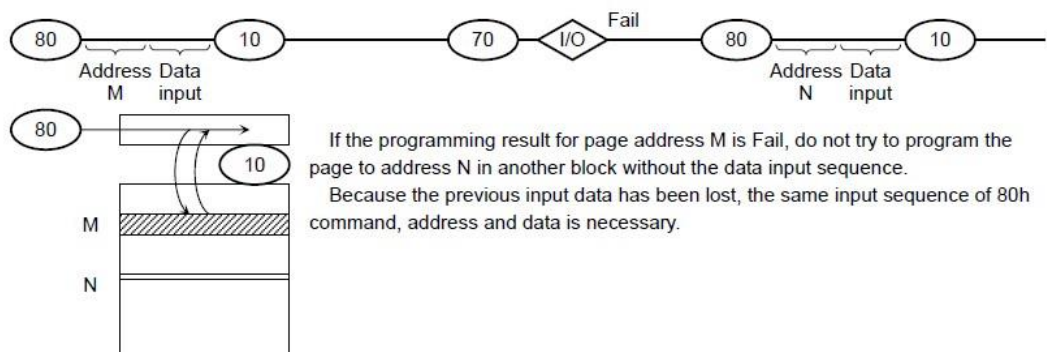 80 10 70 I/O Fail 80 10
Address Data Address Data
M input N input
80
10
M
N
If the programming result for page address M is Fail, do not try to program the
page to address N in another block without the data input sequence.
Because the previous input data has been lost, the same input sequence of 80h
command, address and data is necessary.